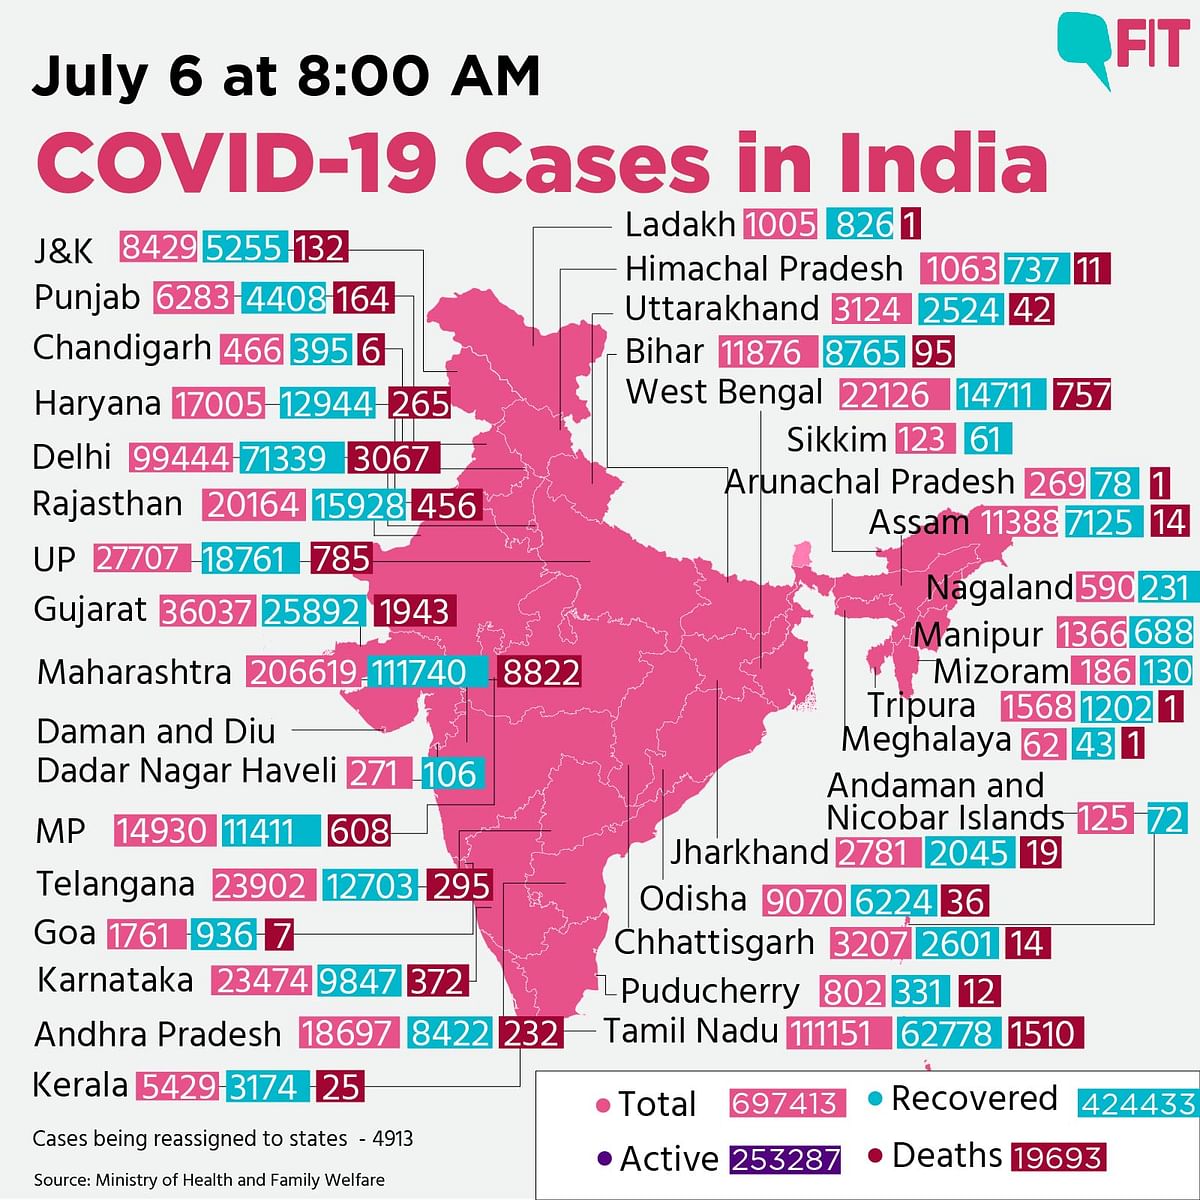 FIT
July 6 at 8:00 AM
COVID-19 Cases in India
J&K 8429 5255 132
Punjab 6283 4408 164
Chandigarh 466 395 6
Haryana 17005 12944 265
Delhi 99444 71339 3067
Rajasthan 20164 15928 456
UP 27707 18761 785
Gujarat 36037 25892 1943
Maharashtra 206619 111740 8822
Daman and Diu
Dadar Nagar Haveli 271 106
MP 14930 11411 608
Telangana 23902 12703 295
Goa 1761 936 7
Karnataka 23474 9847 372
Andhra Pradesh 18697 8422 232
Kerala 5429 3174 25
Ladakh 1005 826 1
Himachal Pradesh 1063 737 11
Uttarakhand 3124 2524 42
Bihar 11876 8765 95
West Bengal 22126 14711 757
Sikkim 123 61
Arunachal Pradesh 269 78 1
Assam 11388 7125 14
Nagaland 590 231
Manipur 1366 688
Mizoram 186 130
Tripura 1568 1202 1
Meghalaya 62 43 1
Andaman and
Nicobar Islands 125 72
Jharkhand 2781 2045 19
Odisha 9070 6224 36
Chhattisgarh 3207 2601 14
Puducherry 802 331 12
Tamil Nadu 111151 62778 1510
Total 697413 Recovered 424433
Active 253287 Deaths 19693
Cases being reassigned to states - 4913
Source: Ministry of Health and Family Welfare